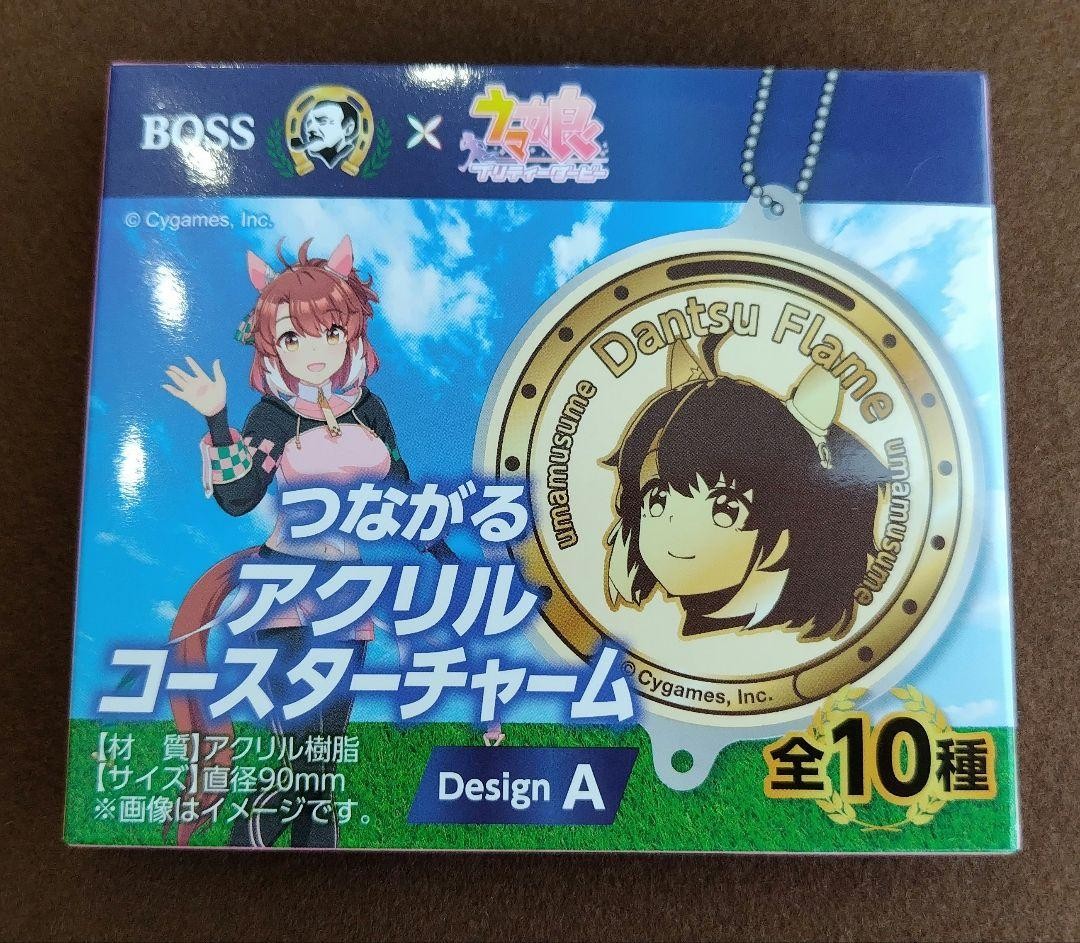 BOSS
×
ウマ娘
プリティーダービー
© Cygames, Inc.
Dantsu Flame
umamusume
umamusume
つながる
アクリル
コースターチャーム
© Cygames, Inc.
【材　質】アクリル樹脂
【サイズ】直径90mm
※画像はイメージです。
Design A
全10種